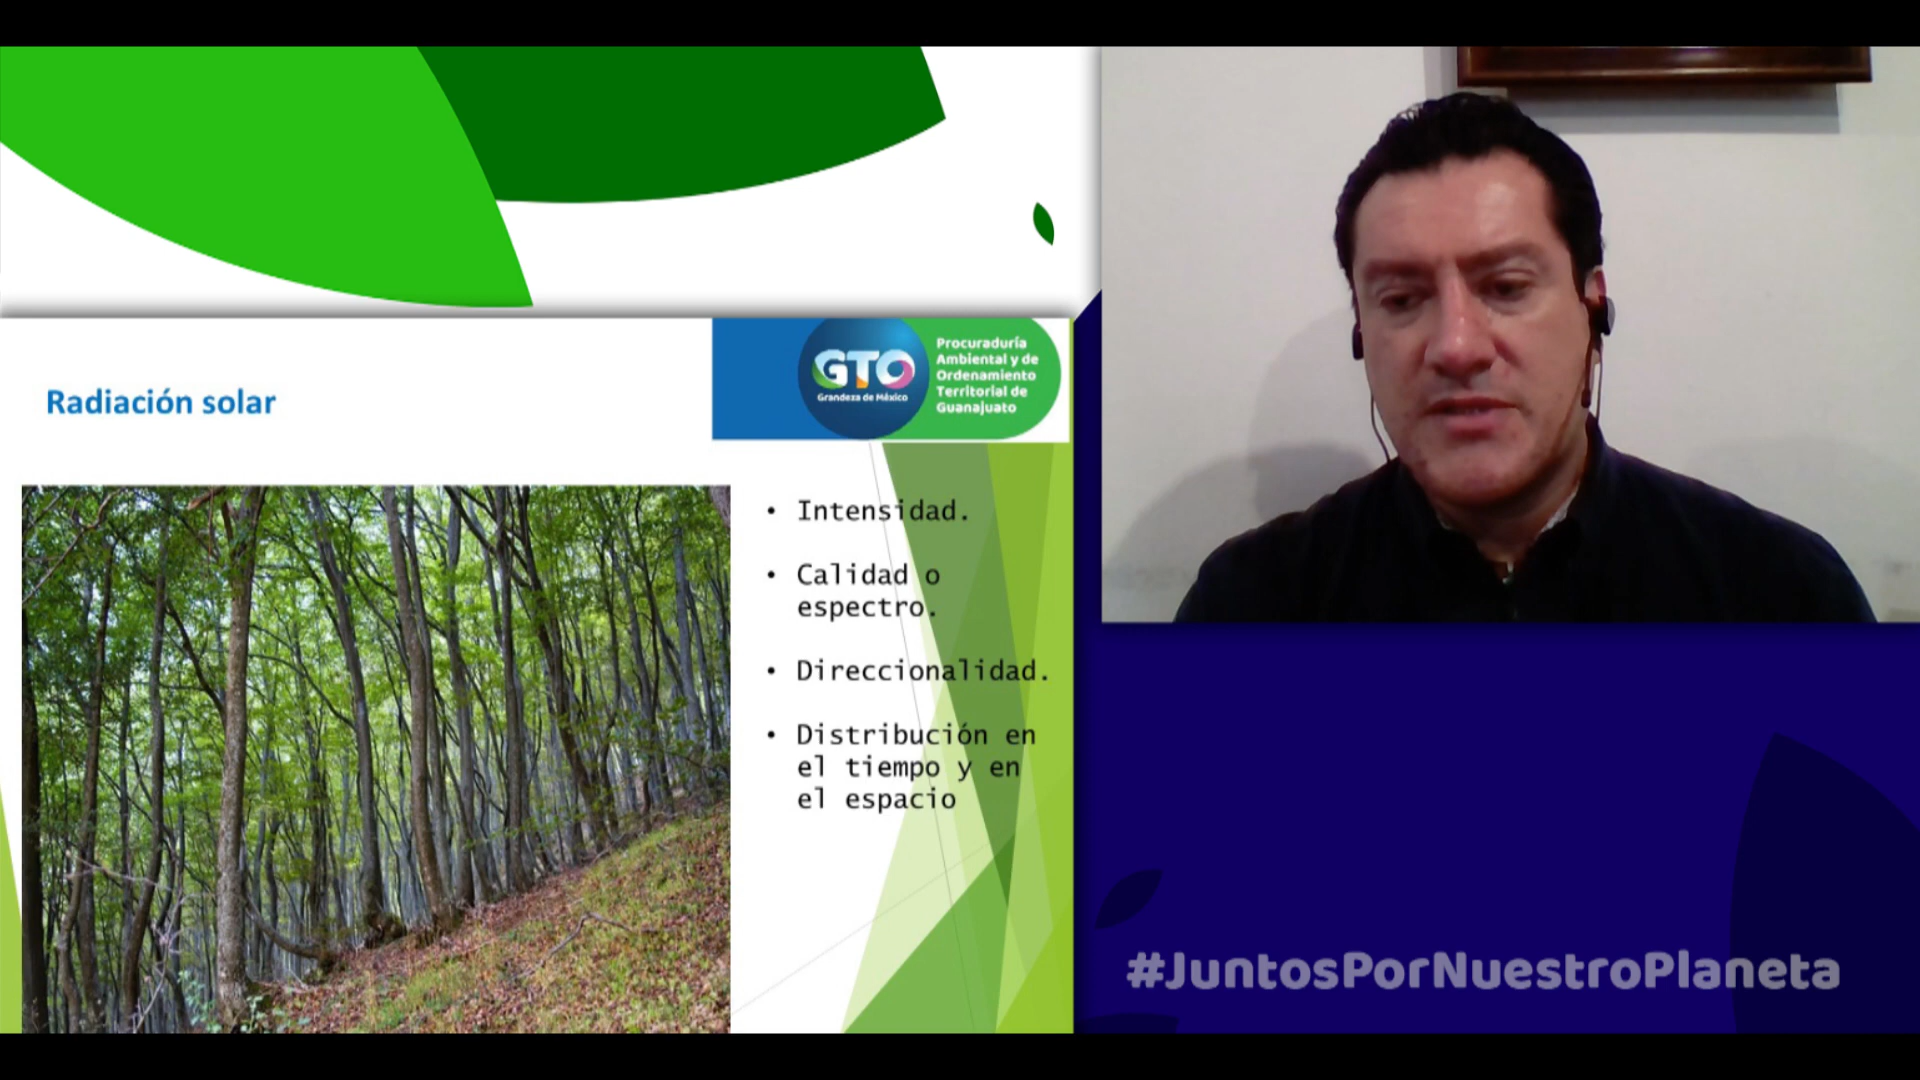 GTO
Grandeza de México
Procuraduría
Ambiental y de
Ordenamiento
Territorial de
Guanajuato
Radiación solar
• Intensidad.
• Calidad o
espectro.
• Direccionalidad.
• Distribución en
el tiempo y en
el espacio
#JuntosPorNuestroPlaneta